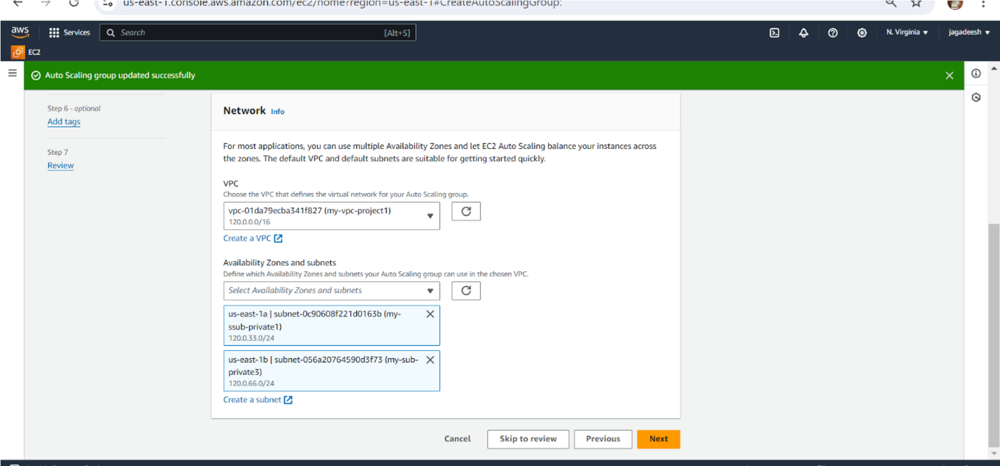 us-east-1.console.aws.amazon.com/ec2/home?region=us-east-1#CreateAutoScalingGroup:
aws
Services
Search
[Alt+S]
N. Virginia
jagadeesh
EC2
Auto Scaling group updated successfully
Step 6 - optional
Add tags
Step 7
Review
Network Info
For most applications, you can use multiple Availability Zones and let EC2 Auto Scaling balance your instances across
the zones. The default VPC and default subnets are suitable for getting started quickly.
VPC
Choose the VPC that defines the virtual network for your Auto Scaling group.
vpc-01da79ecba341f827 (my-vpc-project1)
120.0.0.0/16
Create a VPC
Availability Zones and subnets
Define which Availability Zones and subnets your Auto Scaling group can use in the chosen VPC.
Select Availability Zones and subnets
us-east-1a | subnet-0c90608f221d0163b (my-
ssub-private1)
120.0.33.0/24
us-east-1b | subnet-056a20764590d3f73 (my-sub-
private3)
120.0.66.0/24
Create a subnet
Cancel
Skip to review
Previous
Next